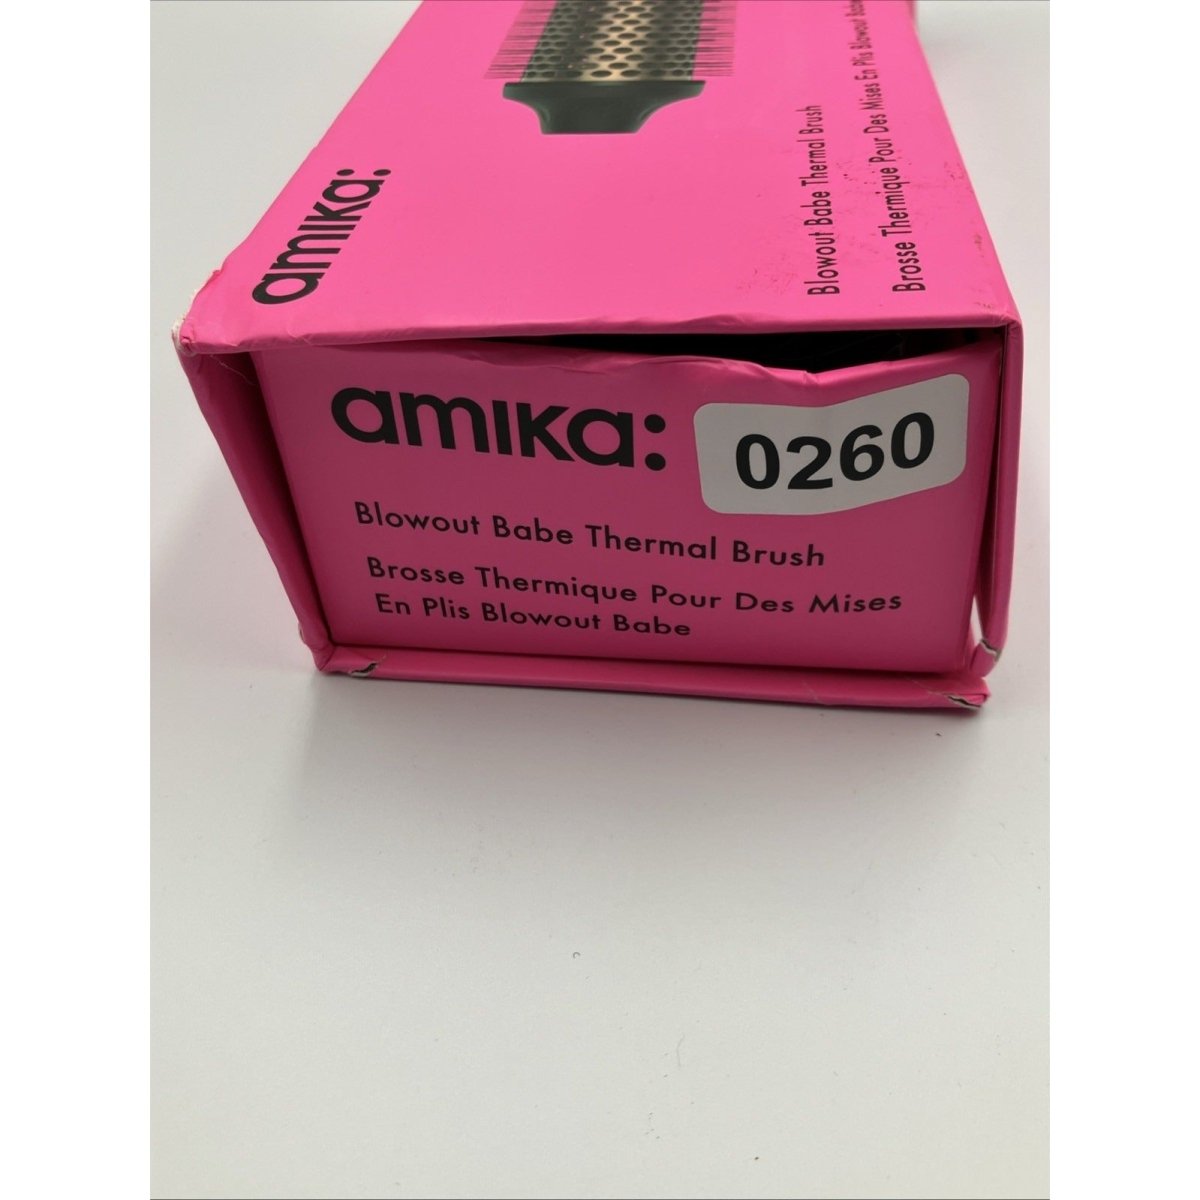 amika:
Blowout Babe Thermal Brush
Brosse Thermique Pour Des Mises En Plis Blowout Babe
amika:
0260
Blowout Babe Thermal Brush
Brosse Thermique Pour Des Mises
En Plis Blowout Babe